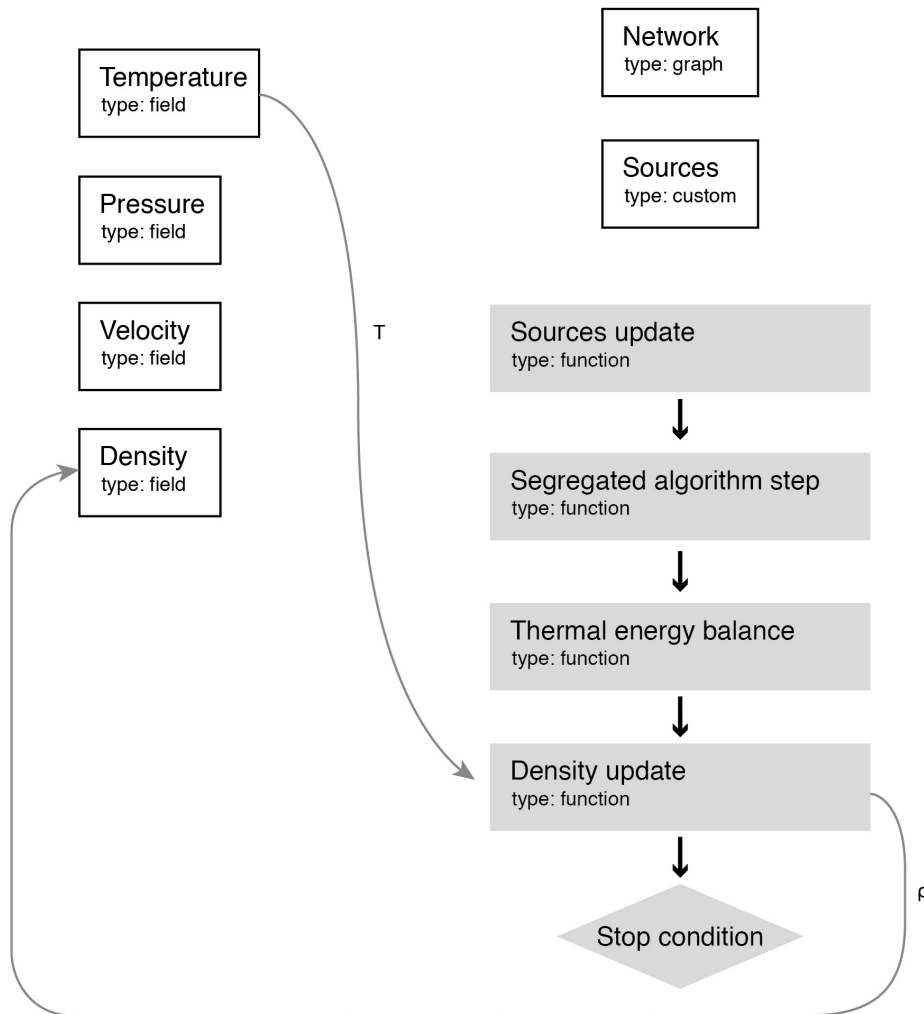 Temperature
type: field
Pressure
type: field
Velocity
type: field
Density
type: field
T
Network
type: graph
Sources
type: custom
Sources update
type: function
Segregated algorithm step
type: function
Thermal energy balance
type: function
Density update
type: function
ρ
Stop condition